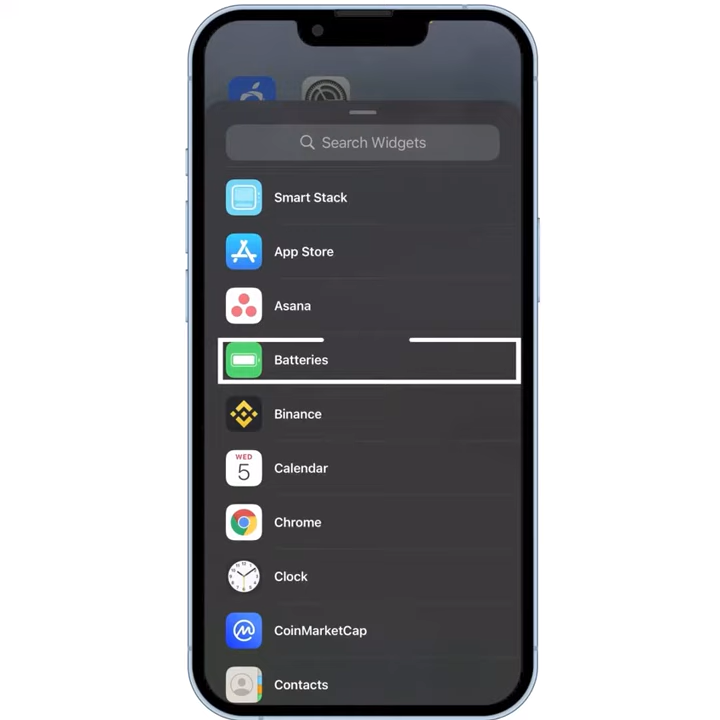 Search Widgets
Smart Stack
App Store
Asana
Batteries
Binance
WED
5
Calendar
Chrome
Clock
CoinMarketCap
Contacts